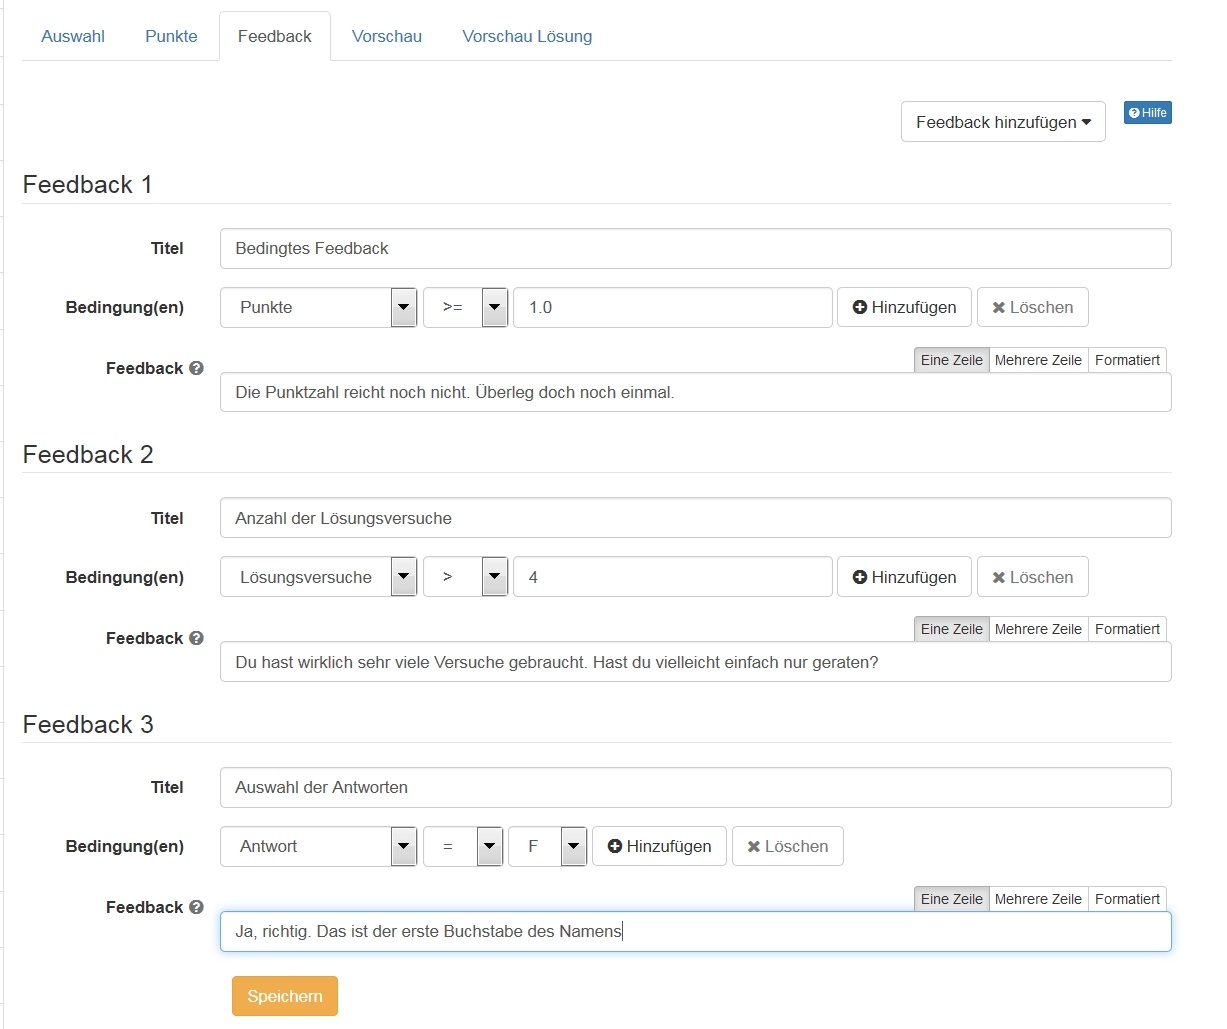 Auswahl Punkte Feedback Vorschau Vorschau Lösung
Feedback hinzufügen Hilfe
Feedback 1
Titel Bedingtes Feedback
Bedingung(en) Punkte >= 1.0 Hinzufügen Löschen
Eine Zeile Mehrere Zeile Formatiert
Feedback Die Punktzahl reicht noch nicht. Überleg doch noch einmal.
Feedback 2
Titel Anzahl der Lösungsversuche
Bedingung(en) Lösungsversuche > 4 Hinzufügen Löschen
Eine Zeile Mehrere Zeile Formatiert
Feedback Du hast wirklich sehr viele Versuche gebraucht. Hast du vielleicht einfach nur geraten?
Feedback 3
Titel Auswahl der Antworten
Bedingung(en) Antwort = F Hinzufügen Löschen
Eine Zeile Mehrere Zeile Formatiert
Feedback Ja, richtig. Das ist der erste Buchstabe des Namens
Speichern